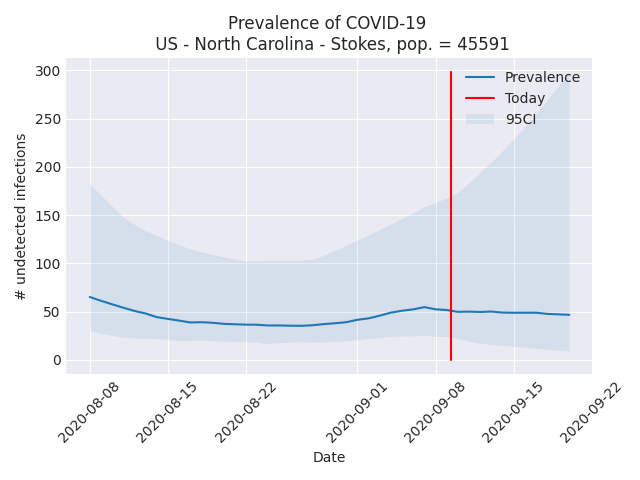 Prevalence of COVID-19
US - North Carolina - Stokes, pop. = 45591
# undetected infections
300
250
200
150
100
50
0
Prevalence
Today
95CI
2020-08-08
2020-08-15
2020-08-22
2020-09-01
2020-09-08
2020-09-15
2020-09-22
Date